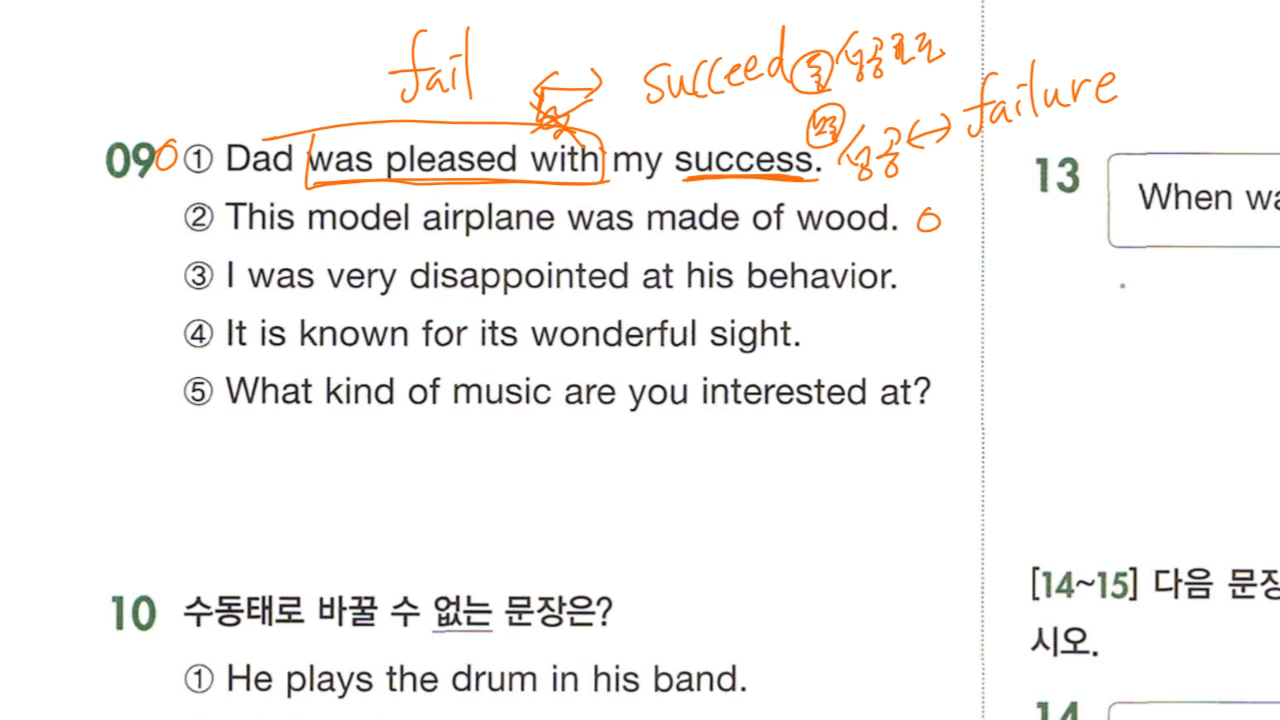 fail ↔ succeed 동 성공하다
명 성공 ↔ failure
09 ① Dad was pleased with my success.
② This model airplane was made of wood.
③ I was very disappointed at his behavior.
④ It is known for its wonderful sight.
⑤ What kind of music are you interested at?
10 수동태로 바꿀 수 없는 문장은?
① He plays the drum in his band.
13 When wa
[14~15] 다음 문장
시오.
14